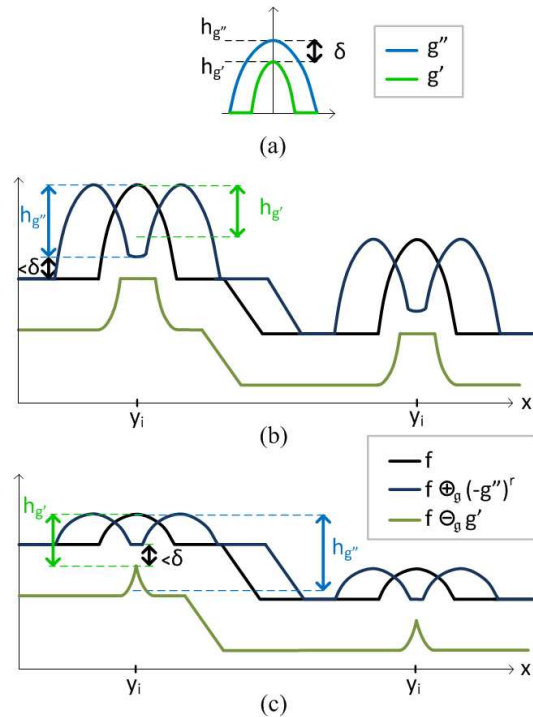 h_g″
h_g′
δ
g″
g′
(a)
h_g″
h_g′
<δ
y_i
y_i
x
(b)
f
f ⊕_g (-g″)^r
f ⊖_g g′
h_g′
h_g″
<δ
x
y_i
y_i
(c)